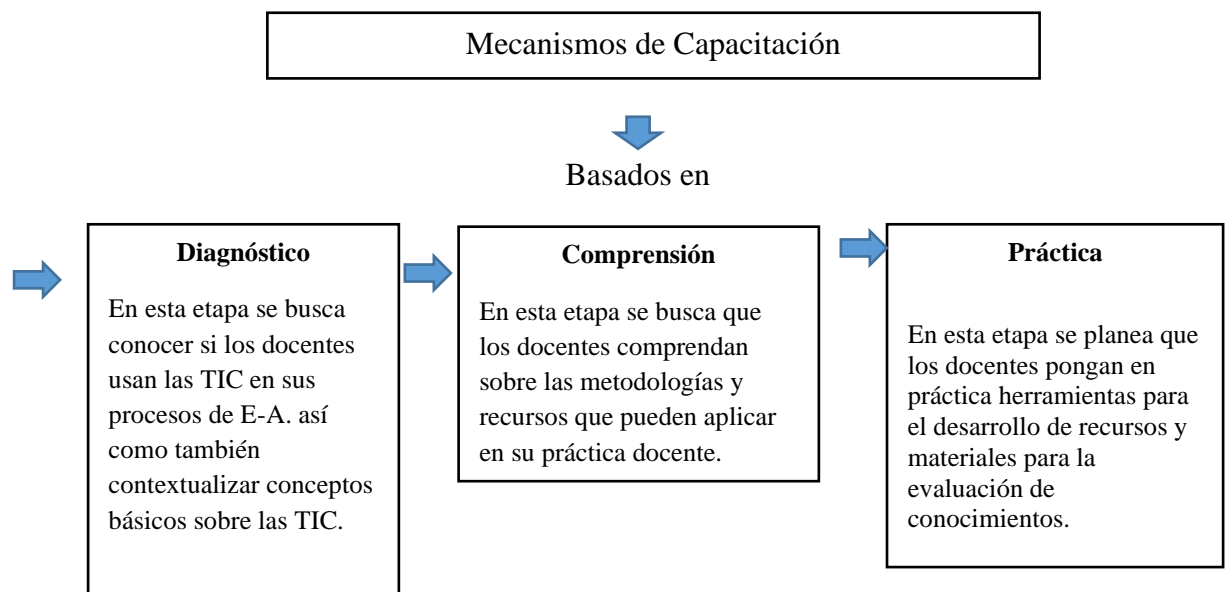 Mecanismos de Capacitación
Basados en
Diagnóstico
En esta etapa se busca
conocer si los docentes
usan las TIC en sus
procesos de E-A. así
como también
contextualizar conceptos
básicos sobre las TIC.
Comprensión
En esta etapa se busca que
los docentes comprendan
sobre las metodologías y
recursos que pueden aplicar
en su práctica docente.
Práctica
En esta etapa se planea que
los docentes pongan en
práctica herramientas para
el desarrollo de recursos y
materiales para la
evaluación de
conocimientos.